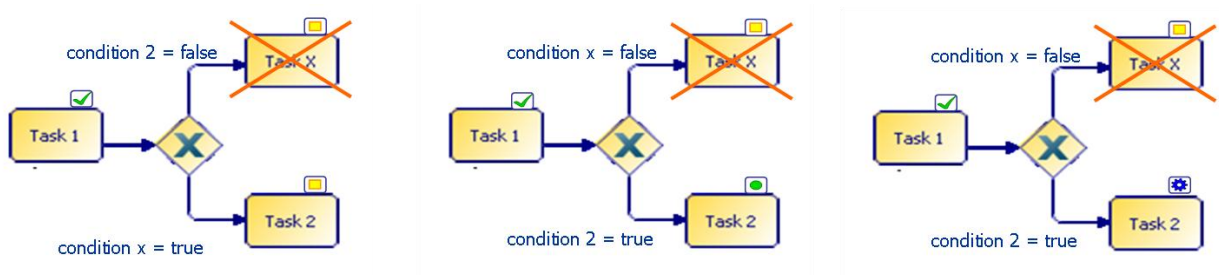 condition 2 = false
Task X
Task 1
X
Task 2
condition x = true
condition x = false
Task X
Task 1
X
Task 2
condition 2 = true
condition x = false
Task X
Task 1
X
Task 2
condition 2 = true